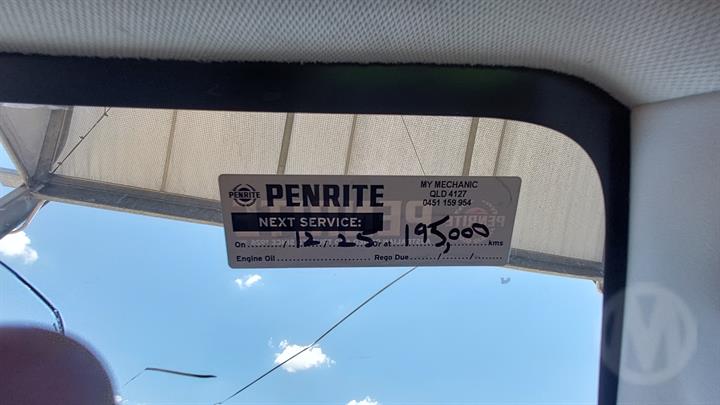 PENRITE PENRITE
NEXT SERVICE:
MY MECHANIC
QLD 4127
0451 159 954
On ......../ 12 / 25 Or at 195,000 kms
Engine Oil .............................. Rego Due ......../......../........
M